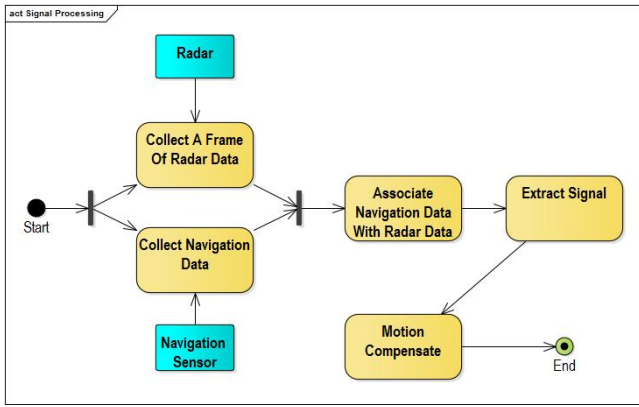 act Signal Processing
Radar
Collect A Frame
Of Radar Data
Start
Collect Navigation
Data
Navigation
Sensor
Associate
Navigation Data
With Radar Data
Extract Signal
Motion
Compensate
End